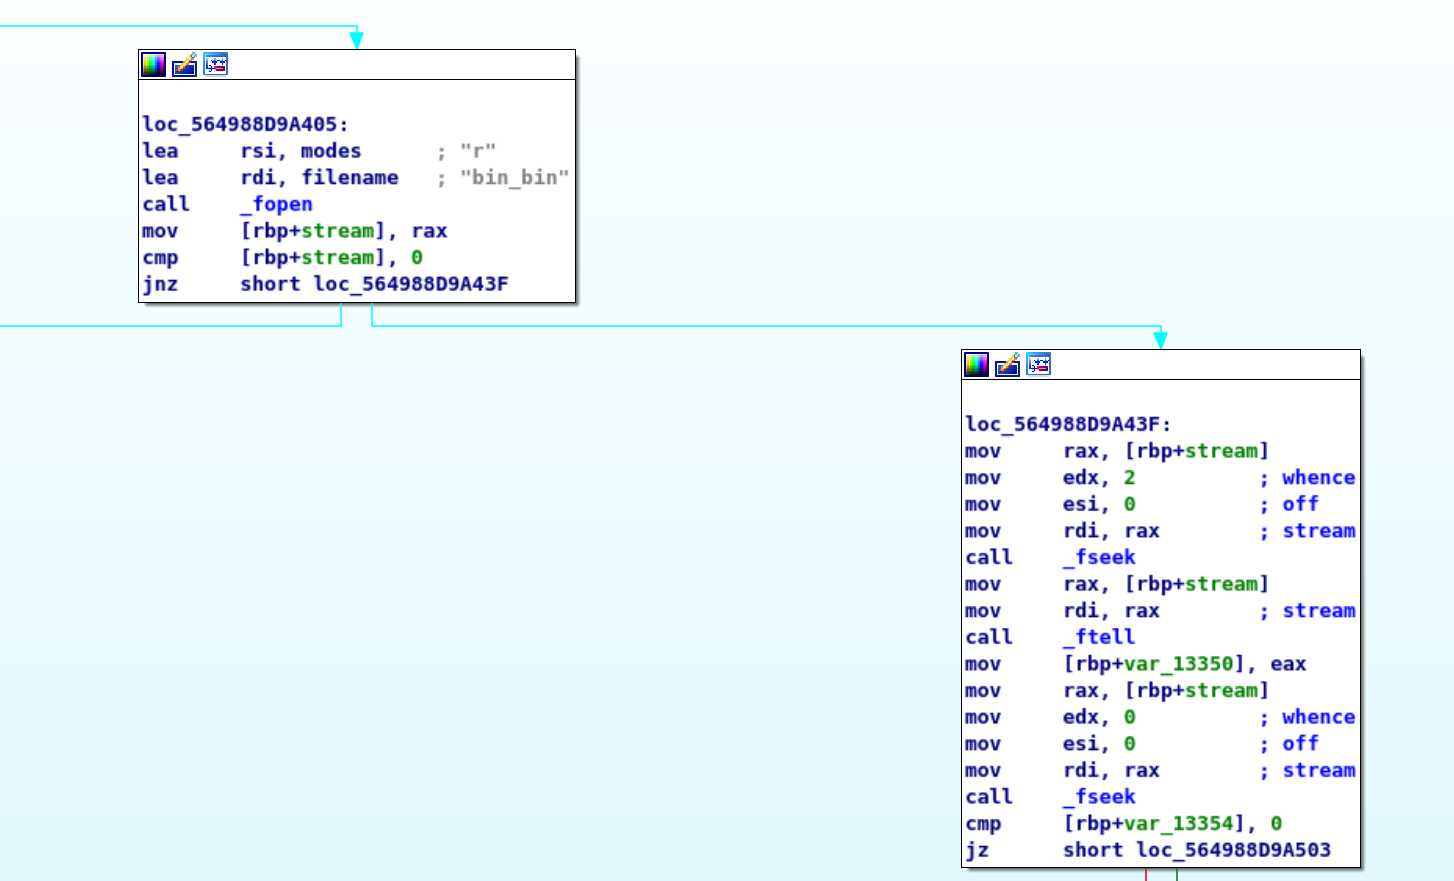 loc_564988D9A405:
lea rsi, modes ; "r"
lea rdi, filename ; "bin_bin"
call _fopen
mov [rbp+stream], rax
cmp [rbp+stream], 0
jnz short loc_564988D9A43F
loc_564988D9A43F:
mov rax, [rbp+stream]
mov edx, 2 ; whence
mov esi, 0 ; off
mov rdi, rax ; stream
call _fseek
mov rax, [rbp+stream]
mov rdi, rax ; stream
call _ftell
mov [rbp+var_13350], eax
mov rax, [rbp+stream]
mov edx, 0 ; whence
mov esi, 0 ; off
mov rdi, rax ; stream
call _fseek
cmp [rbp+var_13354], 0
jz short loc_564988D9A503